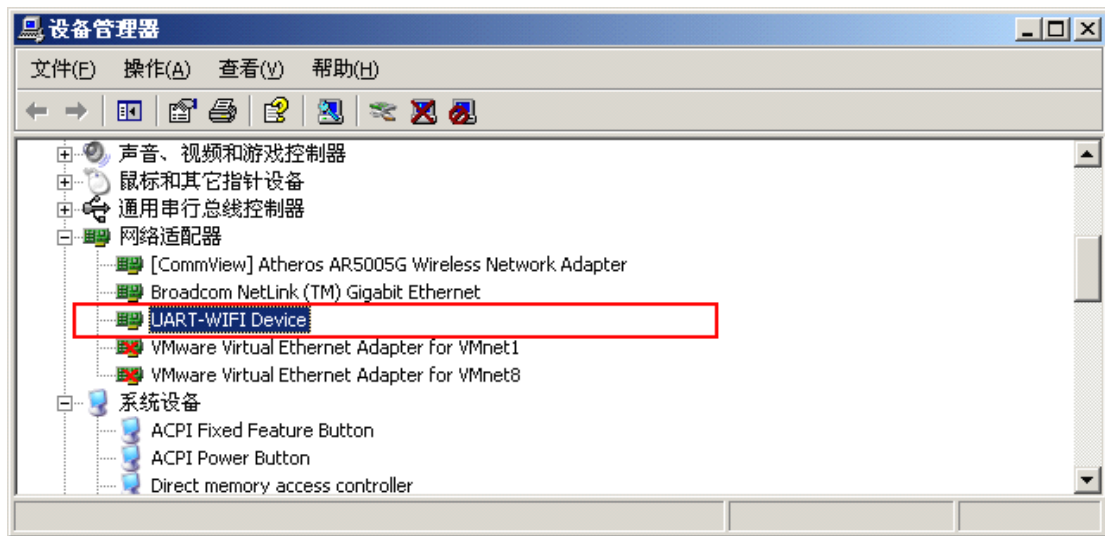 设备管理器
文件(F) 操作(A) 查看(V) 帮助(H)
声音、视频和游戏控制器
鼠标和其它指针设备
通用串行总线控制器
网络适配器
[CommView] Atheros AR5005G Wireless Network Adapter
Broadcom NetLink (TM) Gigabit Ethernet
UART-WIFI Device
VMware Virtual Ethernet Adapter for VMnet1
VMware Virtual Ethernet Adapter for VMnet8
系统设备
ACPI Fixed Feature Button
ACPI Power Button
Direct memory access controller